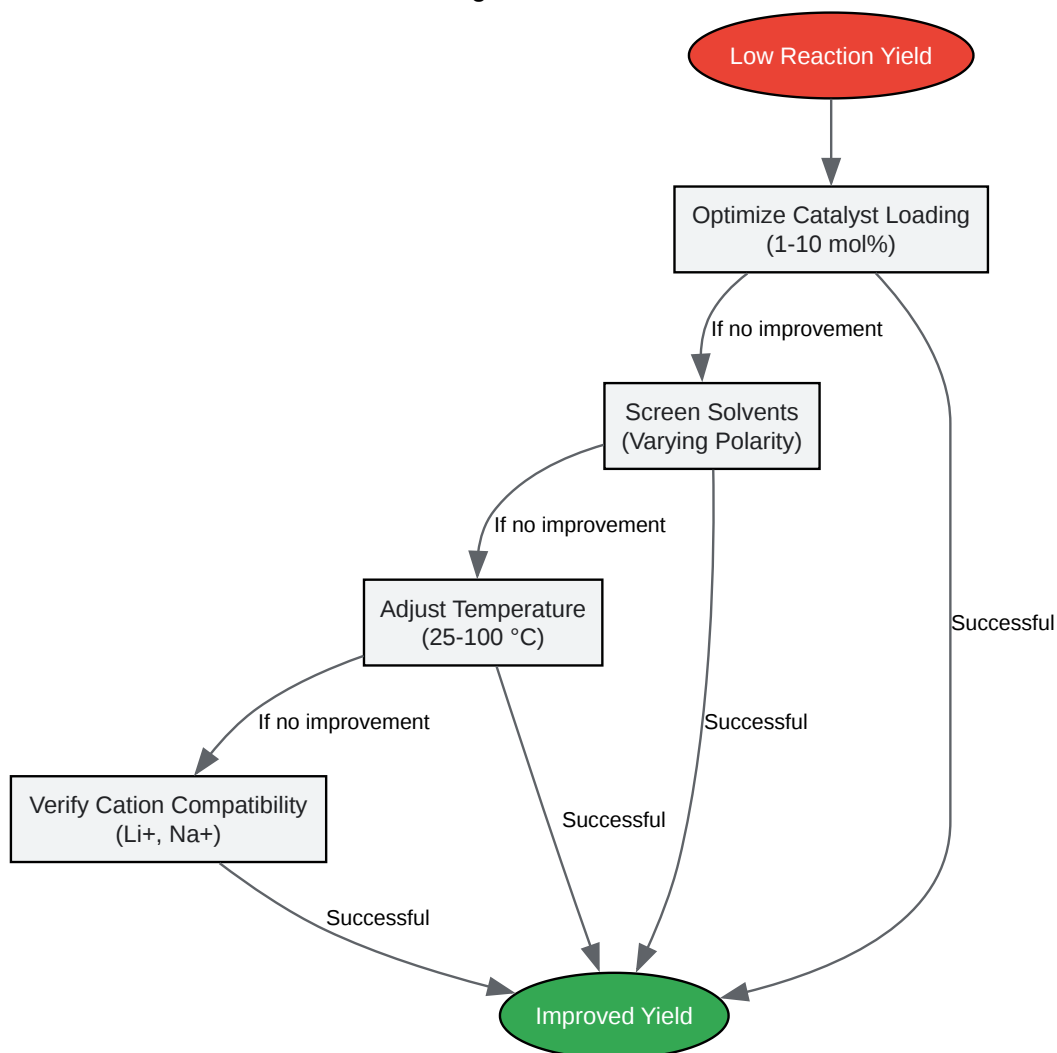 Low Reaction Yield
Optimize Catalyst Loading
(1-10 mol%)
If no improvement
Screen Solvents
(Varying Polarity)
If no improvement
Adjust Temperature
(25-100 °C)
Successful
If no improvement
Successful
Verify Cation Compatibility
(Li+, Na+)
Successful
Successful
Improved Yield